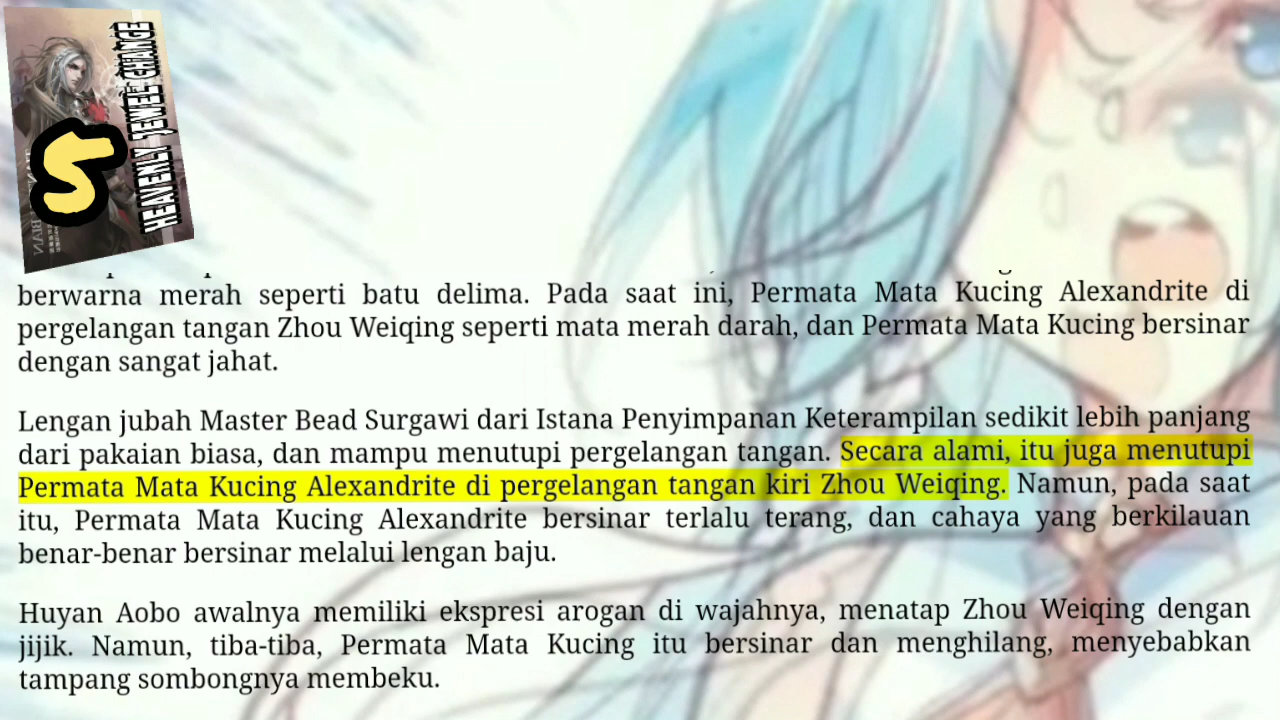 HEAVENLY JEWEL CHANGE
5
berwarna merah seperti batu delima. Pada saat ini, Permata Mata Kucing Alexandrite di
pergelangan tangan Zhou Weiqing seperti mata merah darah, dan Permata Mata Kucing bersinar
dengan sangat jahat.
Lengan jubah Master Bead Surgawi dari Istana Penyimpanan Keterampilan sedikit lebih panjang
dari pakaian biasa, dan mampu menutupi pergelangan tangan. Secara alami, itu juga menutupi
Permata Mata Kucing Alexandrite di pergelangan tangan kiri Zhou Weiqing. Namun, pada saat
itu, Permata Mata Kucing Alexandrite bersinar terlalu terang, dan cahaya yang berkilauan
benar-benar bersinar melalui lengan baju.
Huyan Aobo awalnya memiliki ekspresi arogan di wajahnya, menatap Zhou Weiqing dengan
jijik. Namun, tiba-tiba, Permata Mata Kucing itu bersinar dan menghilang, menyebabkan
tampang sombongnya membeku.